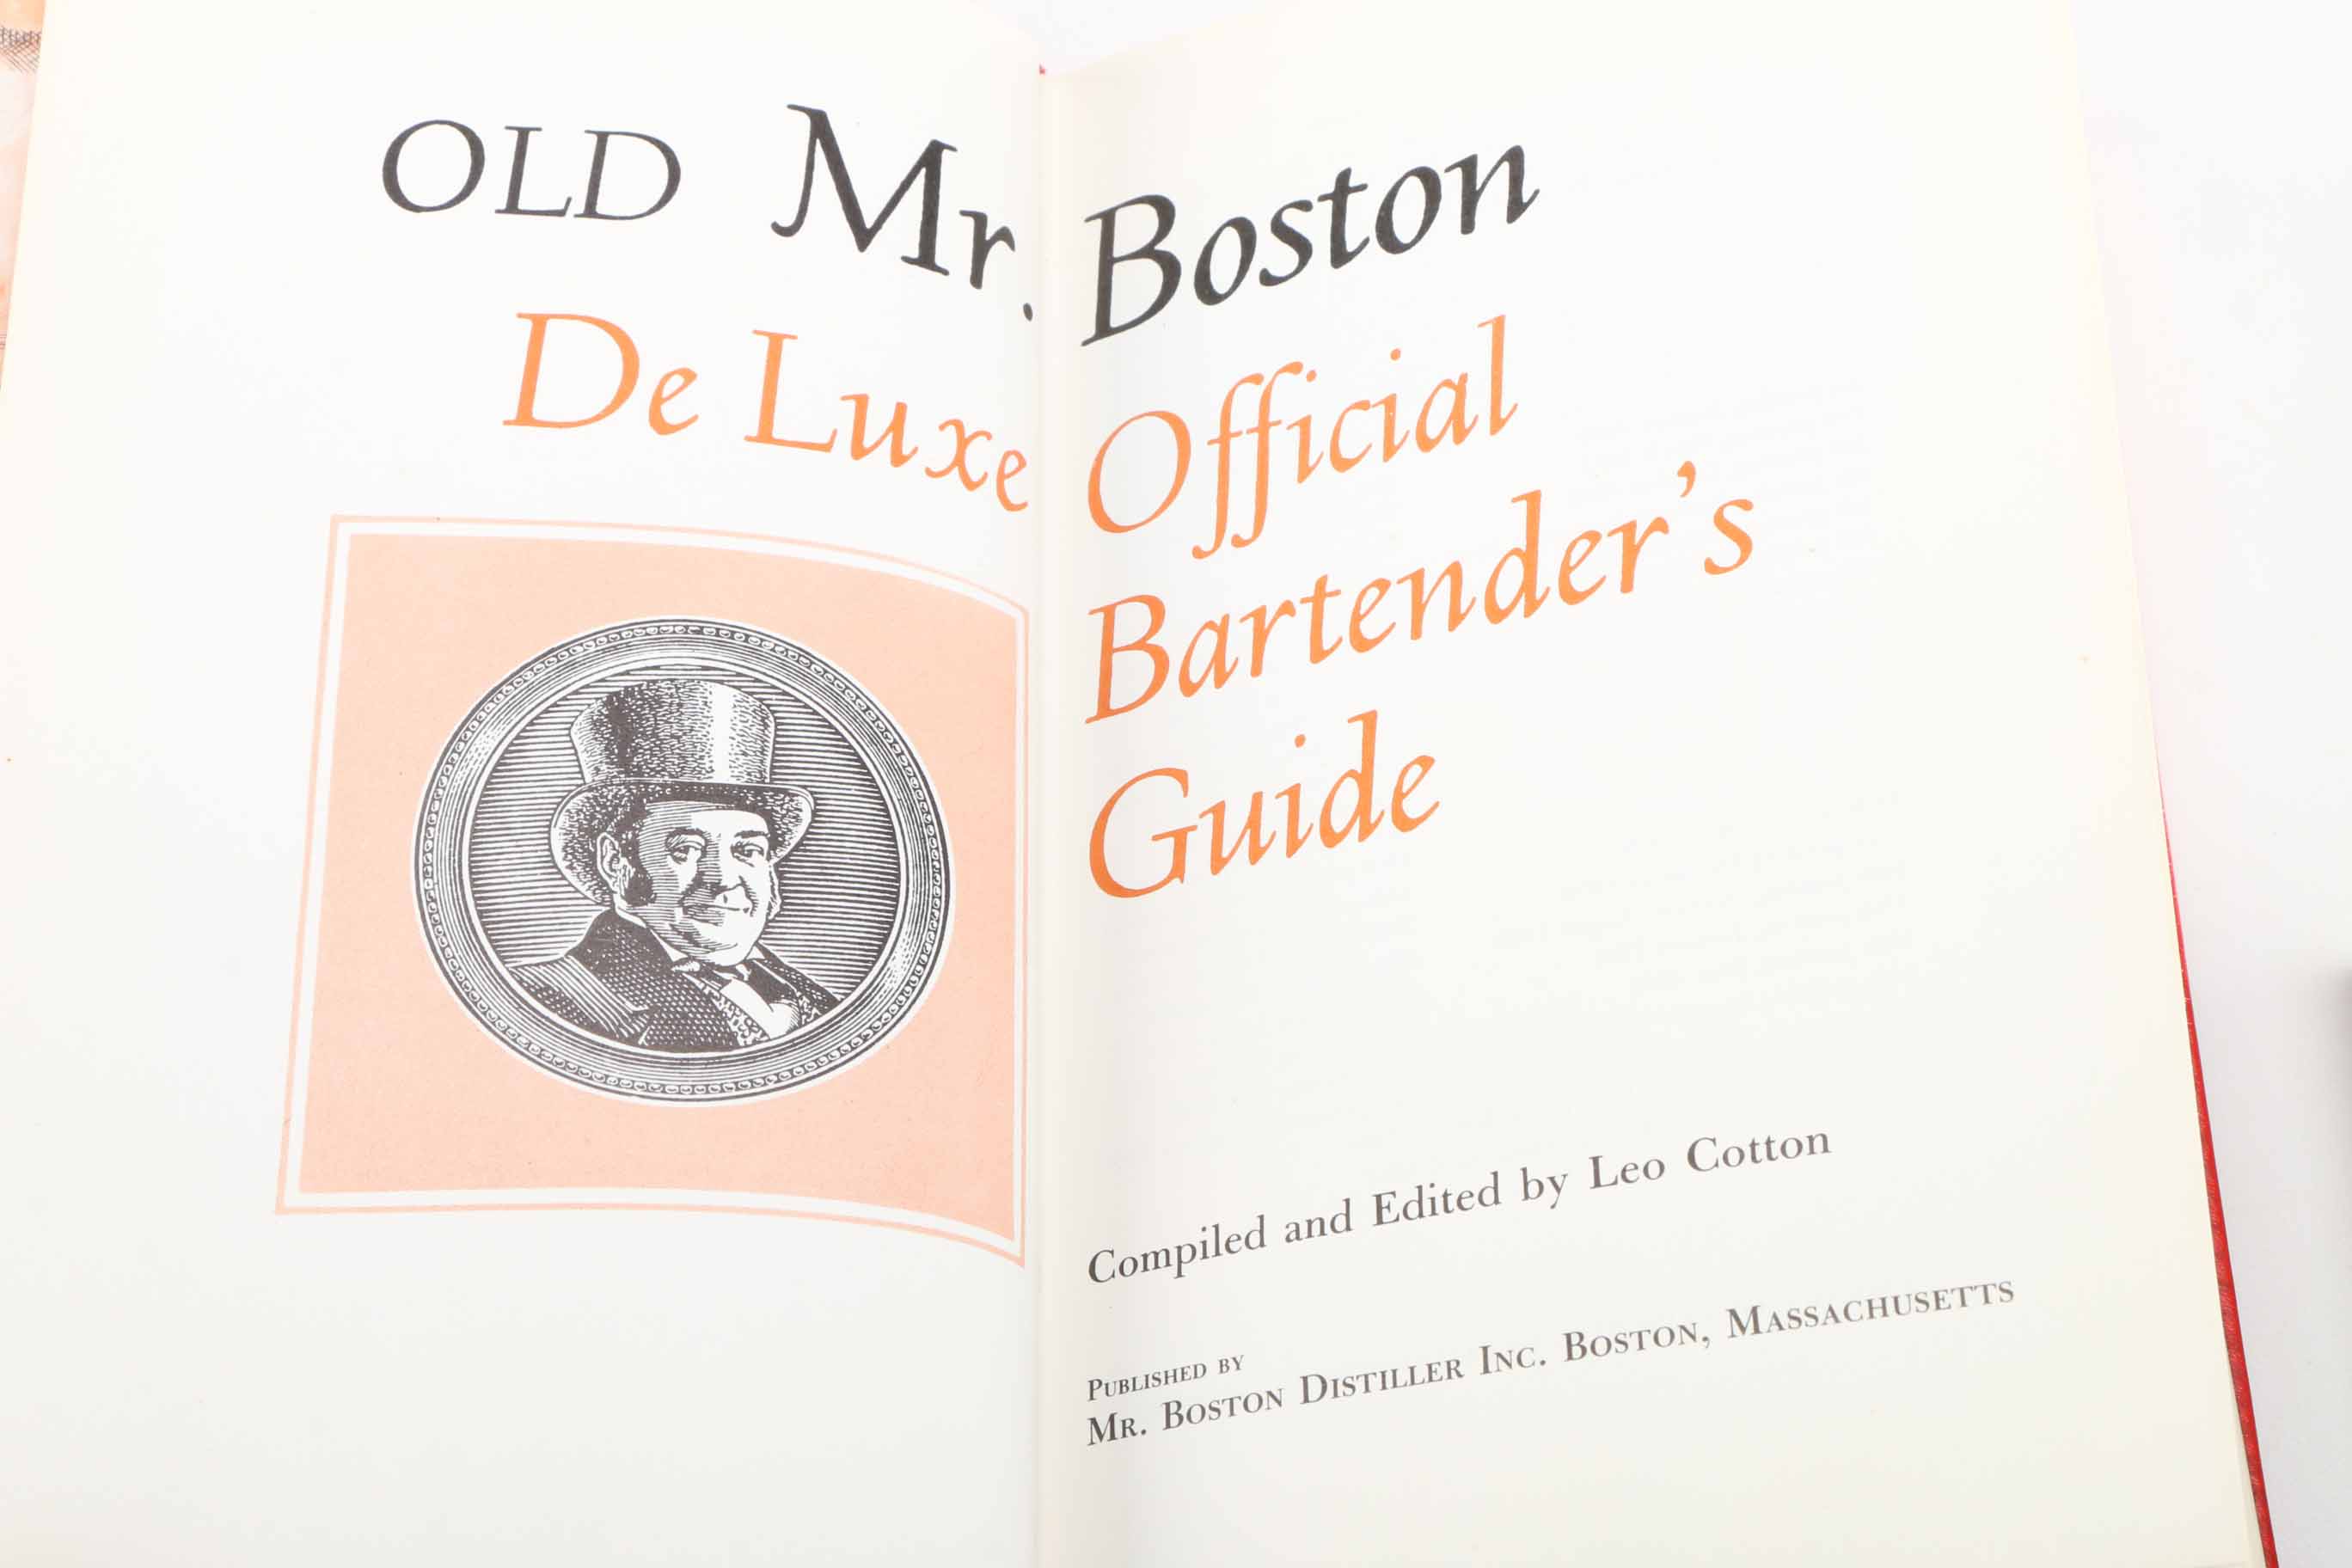 OLD Mr. Boston
De Luxe Official
Bartender's
Guide
Compiled and Edited by Leo Cotton
PUBLISHED BY
MR. BOSTON DISTILLER INC. BOSTON, MASSACHUSETTS